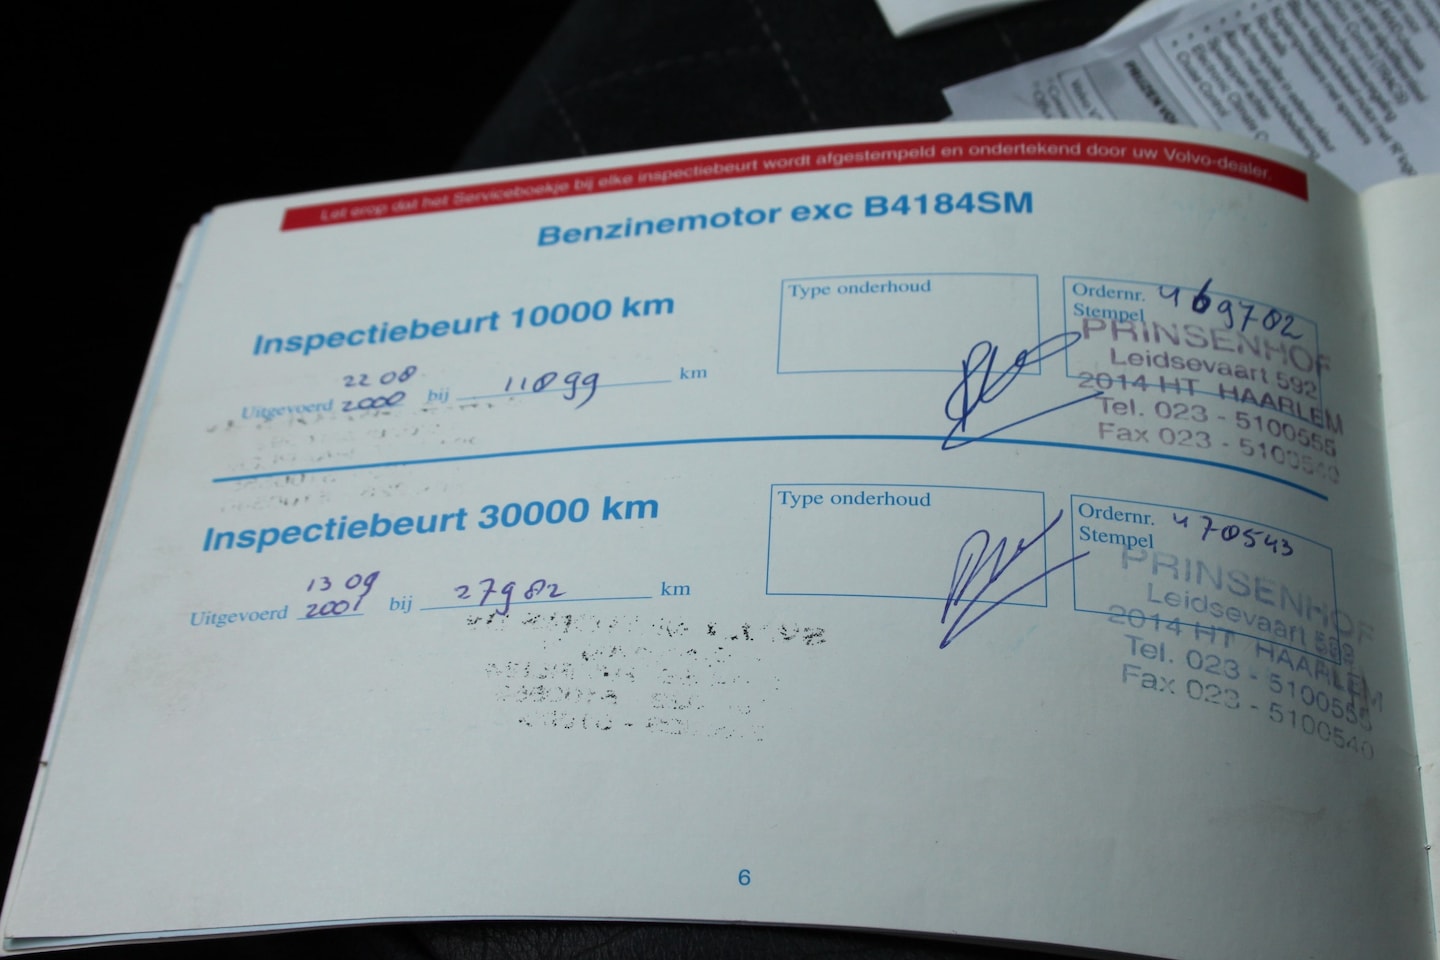 Let erop dat het Serviceboekje bij elke inspectiebeurt wordt afgestempeld en ondertekend door uw Volvo-dealer.
Benzinemotor exc B4184SM
Inspectiebeurt 10000 km
Type onderhoud
Ordernr. 469702
Stempel
PRINSENHOF
Leidsevaart 592
2014 HT HAARLEM
Tel. 023 - 5100555
Fax 023 - 5100540
22 08
Uitgevoerd 2000 bij 11899 km
Inspectiebeurt 30000 km
Type onderhoud
Ordernr. 470543
Stempel
PRINSENHOF
Leidsevaart 592
2014 HT HAARLEM
Tel. 023 - 5100555
Fax 023 - 5100540
13 09
Uitgevoerd 2001 bij 27982 km
6